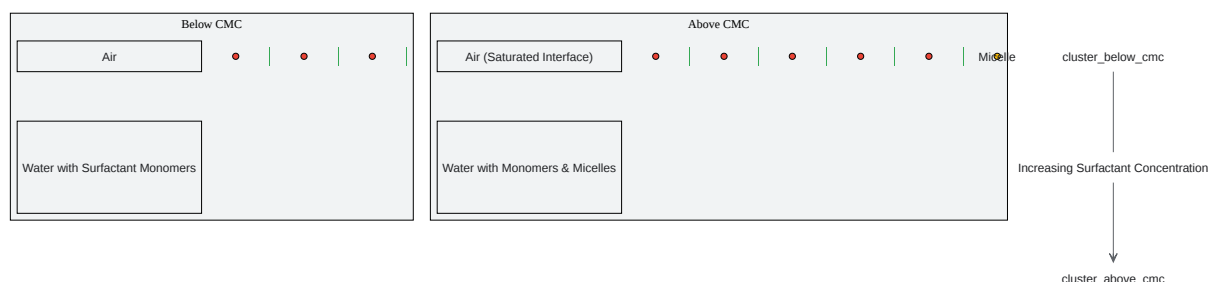 Below CMC
Above CMC
Air
Air (Saturated Interface)
Micelle
cluster_below_cmc
Water with Surfactant Monomers
Water with Monomers & Micelles
Increasing Surfactant Concentration
cluster_above_cmc